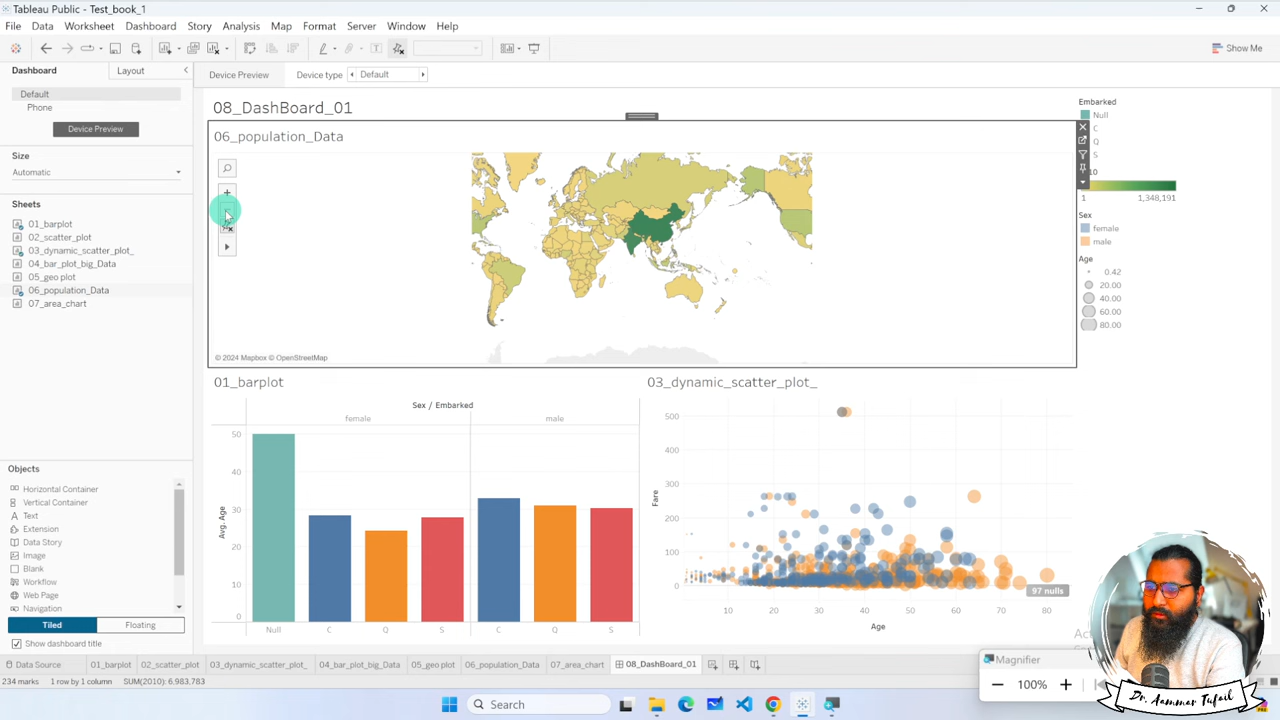 Tableau Public - Test_book_1
File Data Worksheet Dashboard Story Analysis Map Format Server Window Help
Show Me
Dashboard Layout
Device Preview Device type Default
Default
Phone
Device Preview
Size
Automatic
Sheets
01_barplot
02_scatter_plot
03_dynamic_scatter_plot_
04_bar_plot_big_Data
05_geo plot
06_population_Data
07_area_chart
Objects
Horizontal Container
Vertical Container
Text
Extension
Data Story
Image
Blank
Workflow
Web Page
Navigation
Tiled Floating
Show dashboard title
08_DashBoard_01
06_population_Data
© 2024 Mapbox © OpenStreetMap
Embarked
Null
C
Q
S
10
1 1,348,191
Sex
female
male
Age
0.42
20.00
40.00
60.00
80.00
01_barplot
Sex / Embarked
female male
Avg. Age
50
40
30
20
10
0
Null C Q S C Q S
03_dynamic_scatter_plot_
Fare
500
400
300
200
100
0
97 nulls
10 20 30 40 50 60 70 80
Age
Data Source 01_barplot 02_scatter_plot 03_dynamic_scatter_plot_ 04_bar_plot_big_Data 05_geo plot 06_population_Data 07_area_chart 08_DashBoard_01
234 marks 1 row by 1 column SUM(2010): 6,983,783
Magnifier
100%
Search
Dr. Aammar Tufail